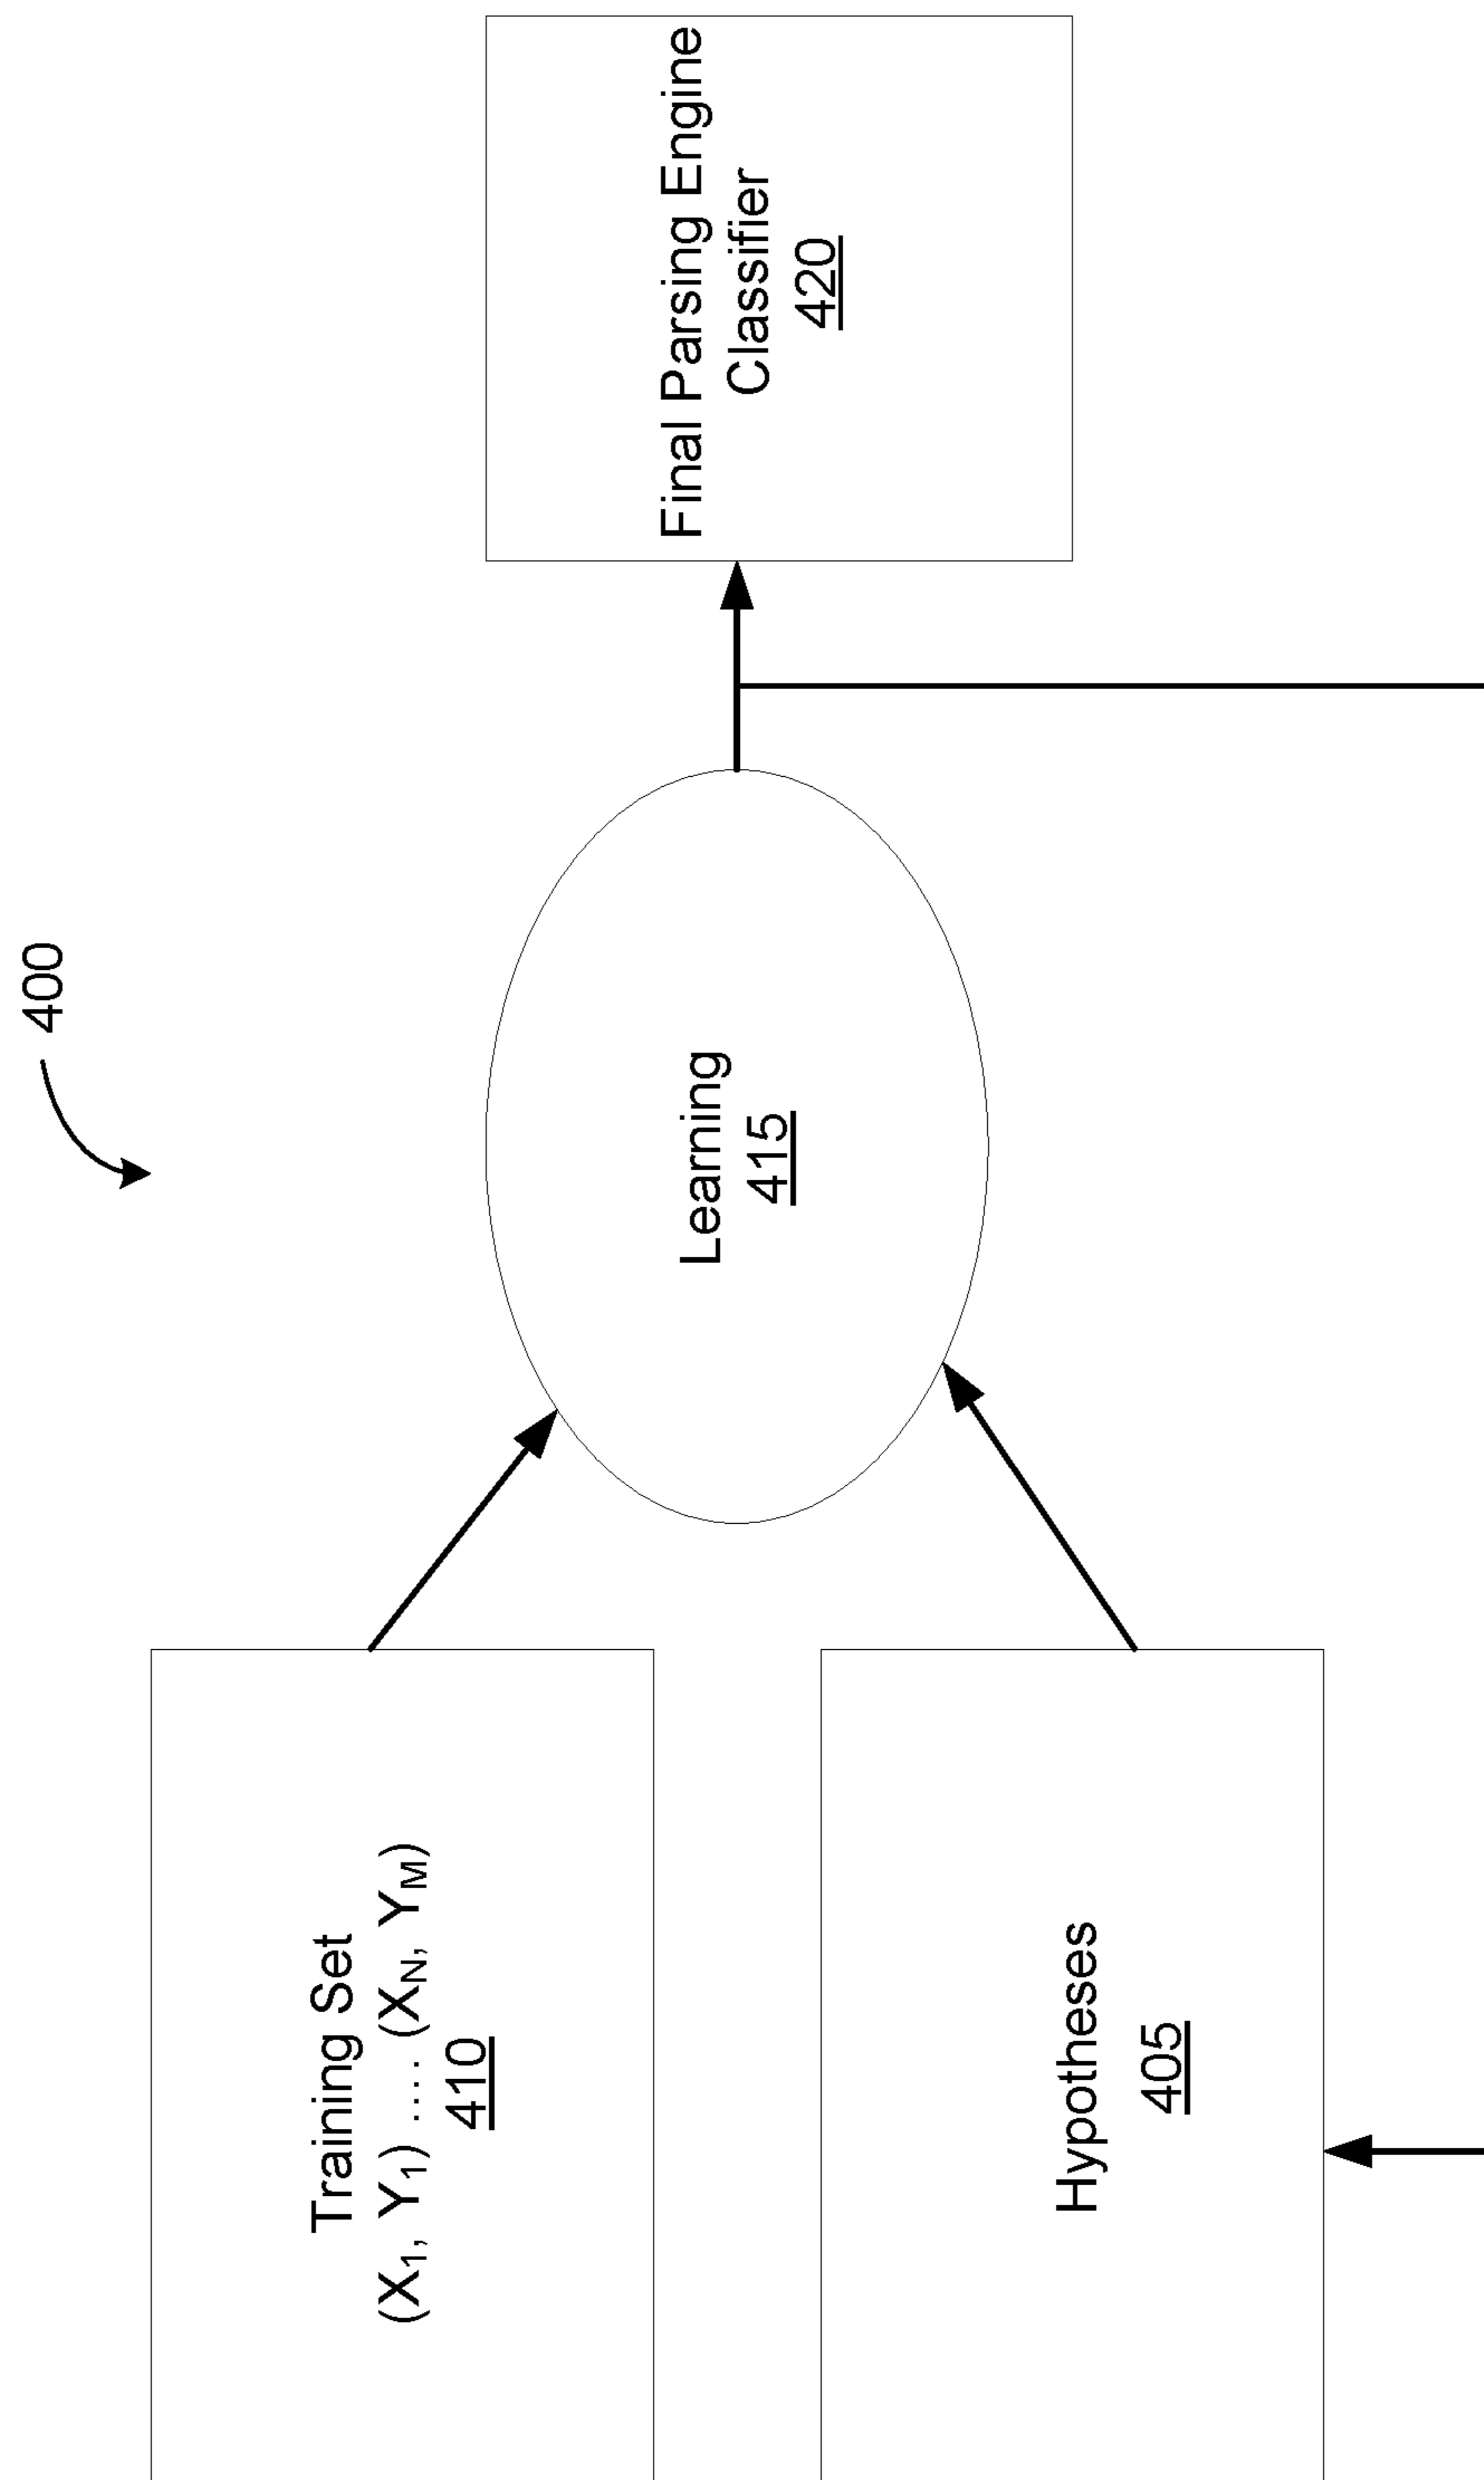 400
Training Set
(X1, Y1) .... (XN, YM)
410
Hypotheses
405
Learning
415
Final Parsing Engine
Classifier
420